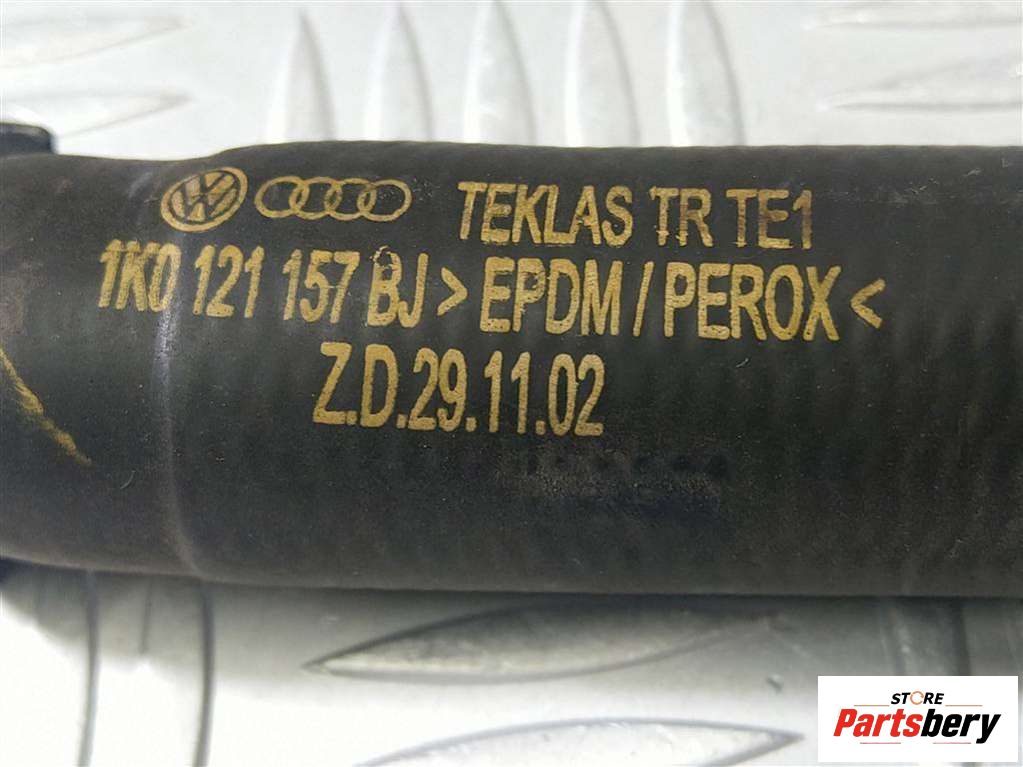 TEKLAS TR TE1
1K0 121 157 BJ > EPDM / PEROX <
Z.D.29.11.02
STORE
Partsbery